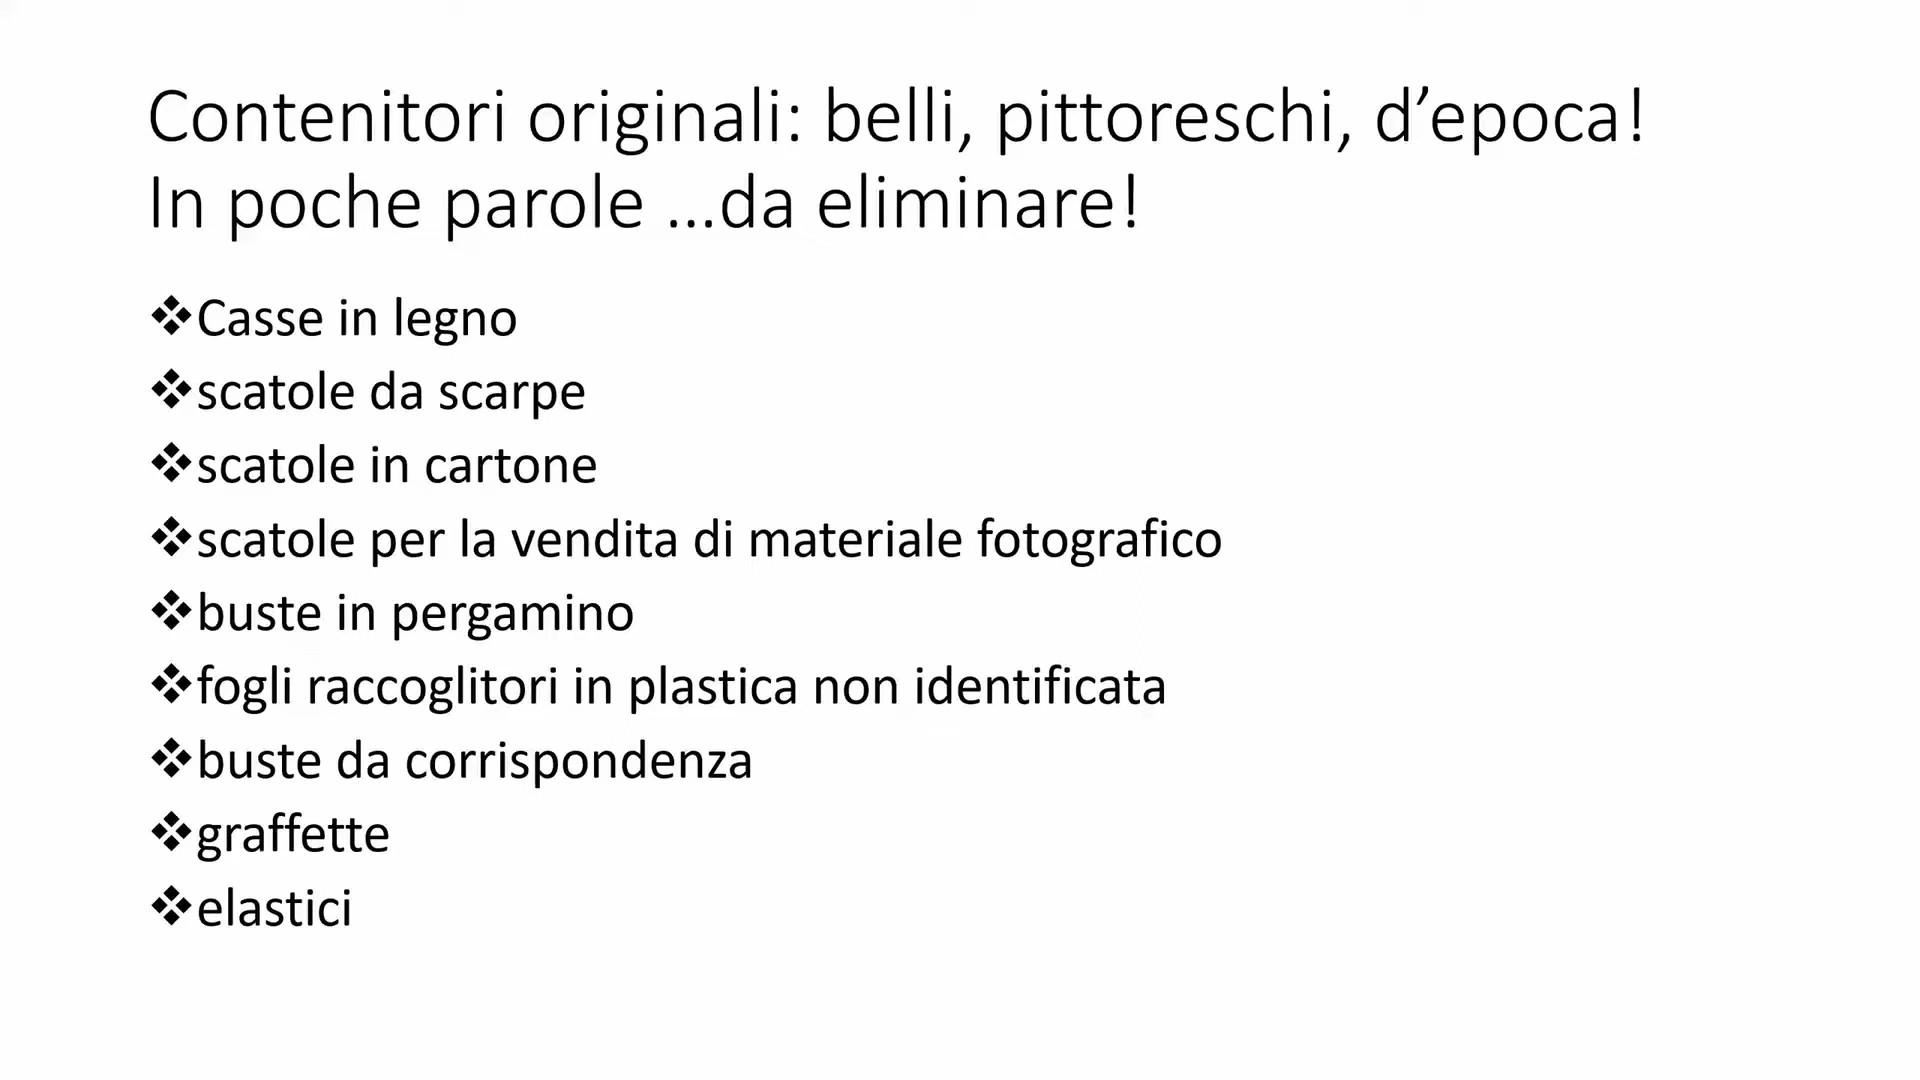 Contenitori originali: belli, pittoreschi, d’epoca!
In poche parole ...da eliminare!
❖Casse in legno
❖scatole da scarpe
❖scatole in cartone
❖scatole per la vendita di materiale fotografico
❖buste in pergamino
❖fogli raccoglitori in plastica non identificata
❖buste da corrispondenza
❖graffette
❖elastici